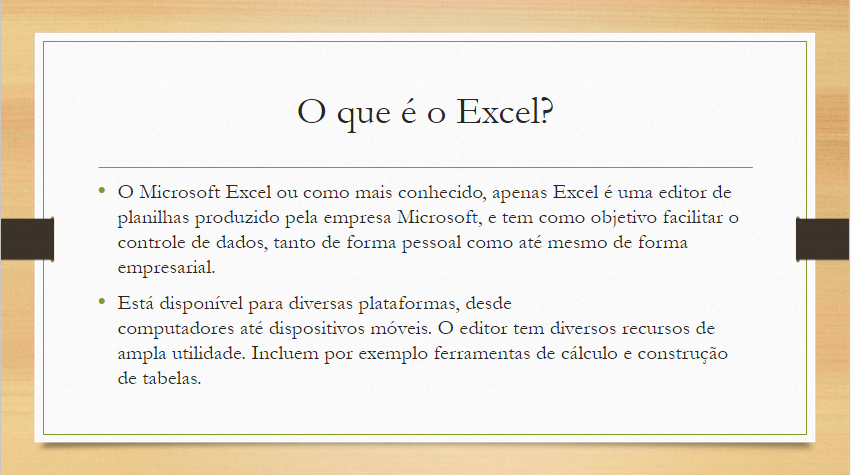 O que é o Excel?
• O Microsoft Excel ou como mais conhecido, apenas Excel é uma editor de
planilhas produzido pela empresa Microsoft, e tem como objetivo facilitar o
controle de dados, tanto de forma pessoal como até mesmo de forma
empresarial.
• Está disponível para diversas plataformas, desde
computadores até dispositivos móveis. O editor tem diversos recursos de
ampla utilidade. Incluem por exemplo ferramentas de cálculo e construção
de tabelas.